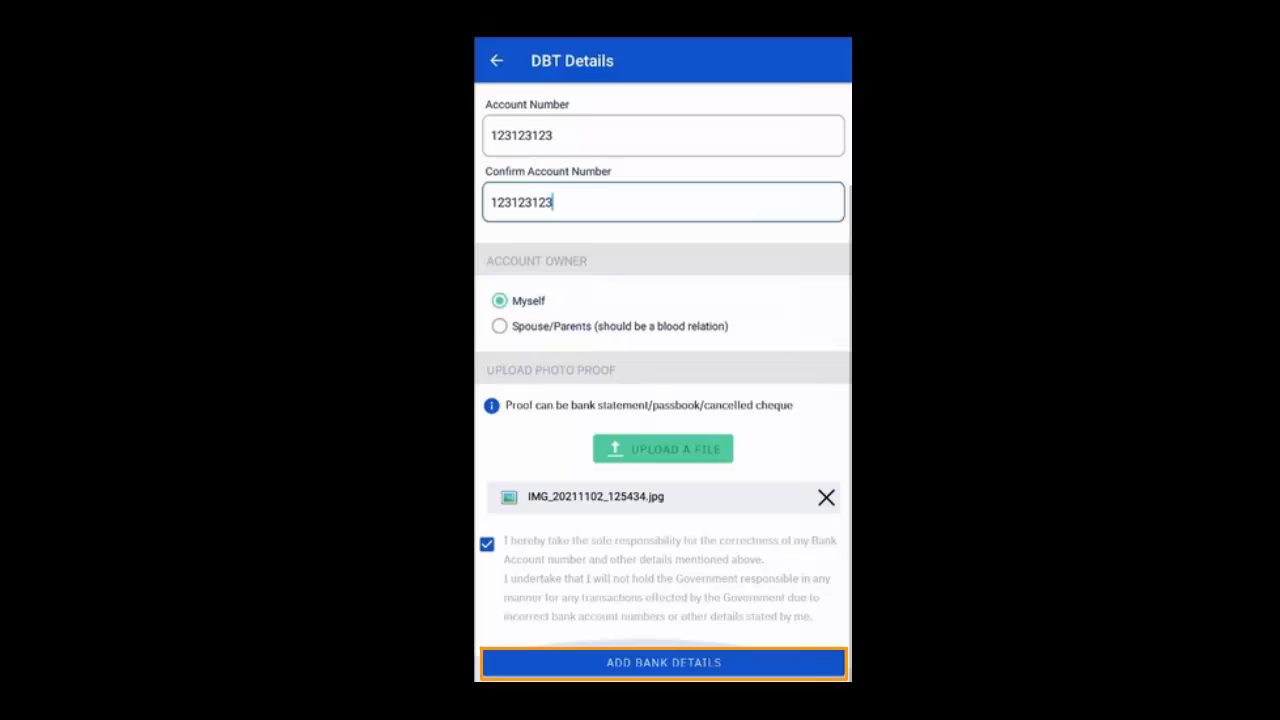 DBT Details
Account Number
123123123
Confirm Account Number
123123123
ACCOUNT OWNER
Myself
Spouse/Parents (should be a blood relation)
UPLOAD PHOTO PROOF
Proof can be bank statement/passbook/cancelled cheque
UPLOAD A FILE
IMG_20211102_125434.jpg
I hereby take the sole responsibility for the correctness of my Bank
Account number and other details mentioned above.
I undertake that I will not hold the Government responsible in any
manner for any transactions effected by the Government due to
incorrect bank account numbers or other details stated by me.
ADD BANK DETAILS